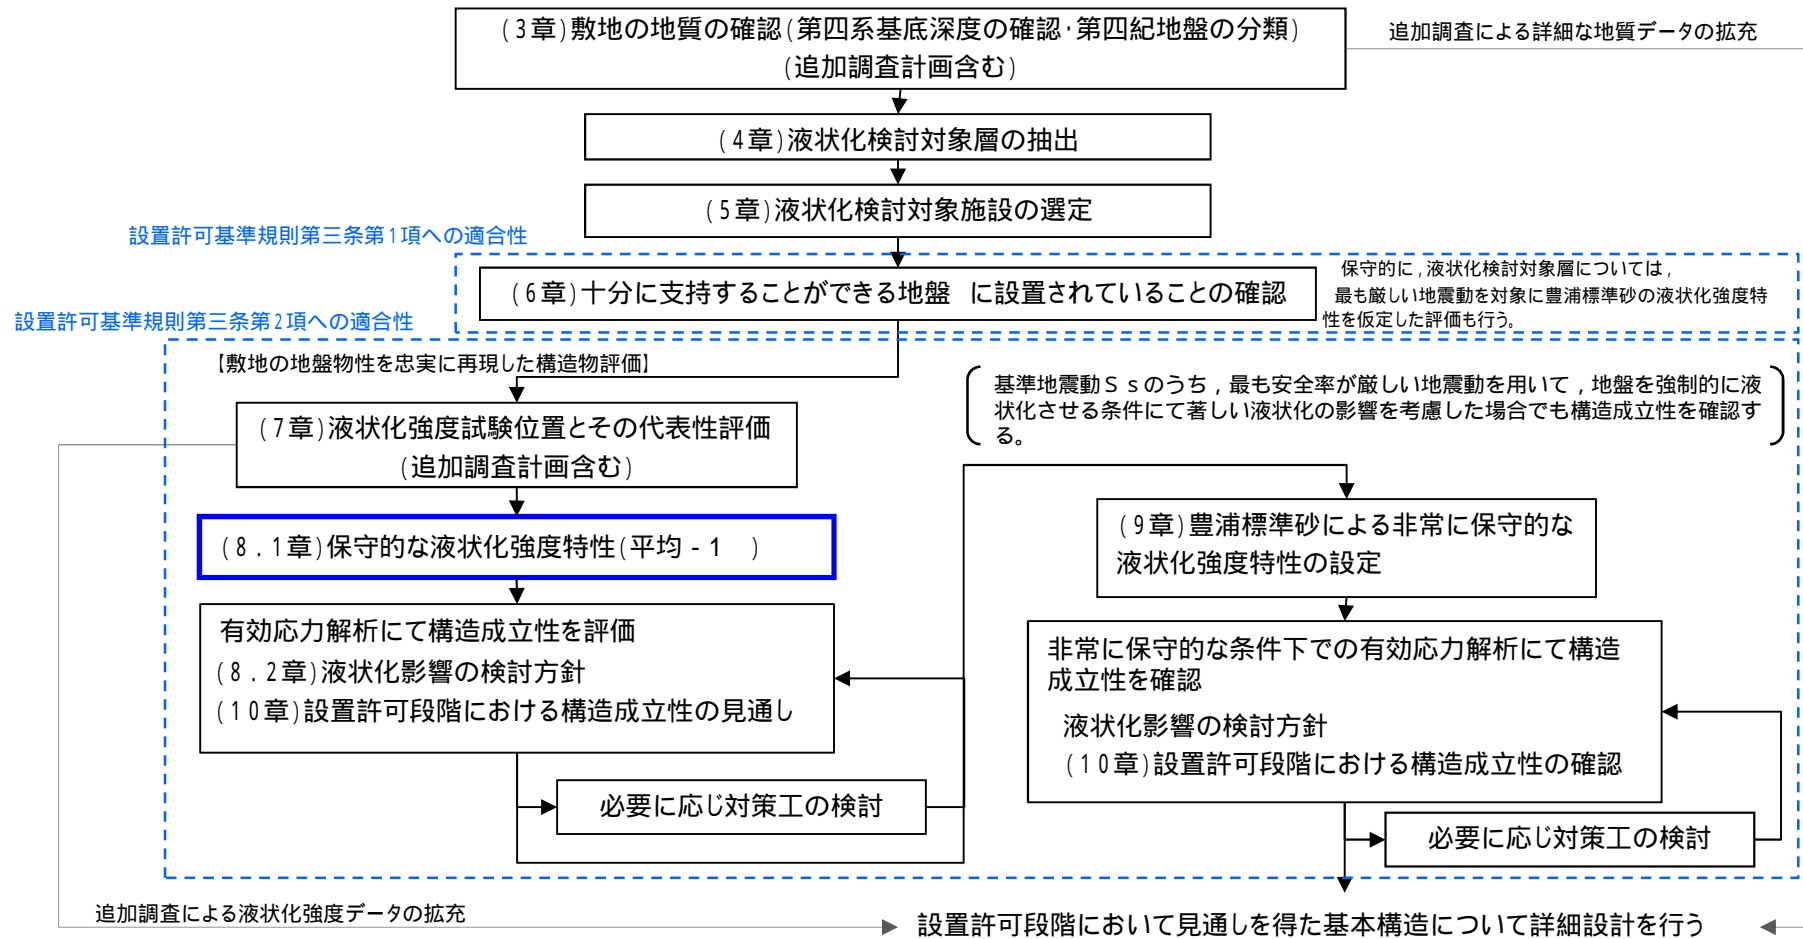 (3章)敷地の地質の確認(第四系基底深度の確認・第四紀地盤の分類)
(追加調査計画含む)
追加調査による詳細な地質データの拡充
(4章)液状化検討対象層の抽出
(5章)液状化検討対象施設の選定
設置許可基準規則第三条第1項への適合性
(6章)十分に支持することができる地盤 に設置されていることの確認
保守的に,液状化検討対象層については,
最も厳しい地震動を対象に豊浦標準砂の液状化強度特
性を仮定した評価も行う。
設置許可基準規則第三条第2項への適合性
【敷地の地盤物性を忠実に再現した構造物評価】
基準地震動Ssのうち,最も安全率が厳しい地震動を用いて,地盤を強制的に液
状化させる条件にて著しい液状化の影響を考慮した場合でも構造成立性を確認す
る。
(7章)液状化強度試験位置とその代表性評価
(追加調査計画含む)
(8.1章)保守的な液状化強度特性(平均-1 )
有効応力解析にて構造成立性を評価
(8.2章)液状化影響の検討方針
(10章)設置許可段階における構造成立性の見通し
必要に応じ対策工の検討
(9章)豊浦標準砂による非常に保守的な
液状化強度特性の設定
非常に保守的な条件下での有効応力解析にて構造
成立性を確認
液状化影響の検討方針
(10章)設置許可段階における構造成立性の確認
必要に応じ対策工の検討
追加調査による液状化強度データの拡充
設置許可段階において見通しを得た基本構造について詳細設計を行う